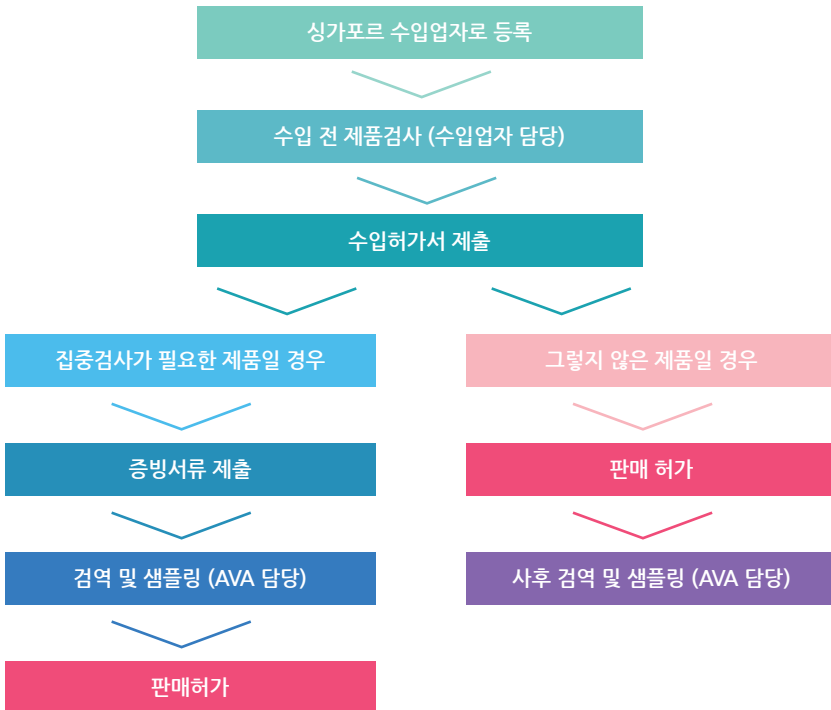 싱가포르 수입업자로 등록
수입 전 제품검사 (수입업자 담당)
수입허가서 제출
집중검사가 필요한 제품일 경우
증빙서류 제출
검역 및 샘플링 (AVA 담당)
판매허가
그렇지 않은 제품일 경우
판매 허가
사후 검역 및 샘플링 (AVA 담당)